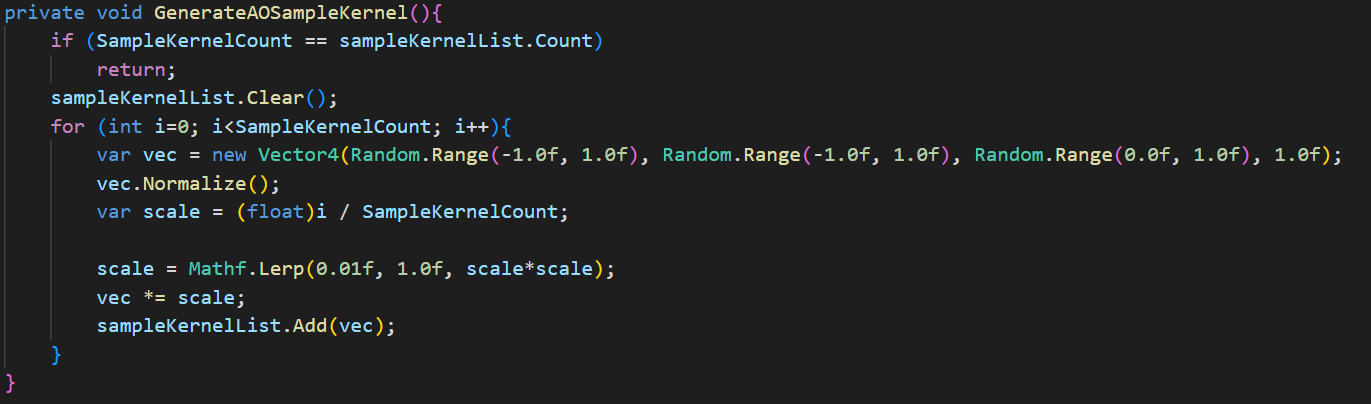 private void GenerateAOSampleKernel(){
    if (SampleKernelCount == sampleKernelList.Count)
        return;
    sampleKernelList.Clear();
    for (int i=0; i<SampleKernelCount; i++){
        var vec = new Vector4(Random.Range(-1.0f, 1.0f), Random.Range(-1.0f, 1.0f), Random.Range(0.0f, 1.0f), 1.0f);
        vec.Normalize();
        var scale = (float)i / SampleKernelCount;

        scale = Mathf.Lerp(0.01f, 1.0f, scale*scale);
        vec *= scale;
        sampleKernelList.Add(vec);
    }
}